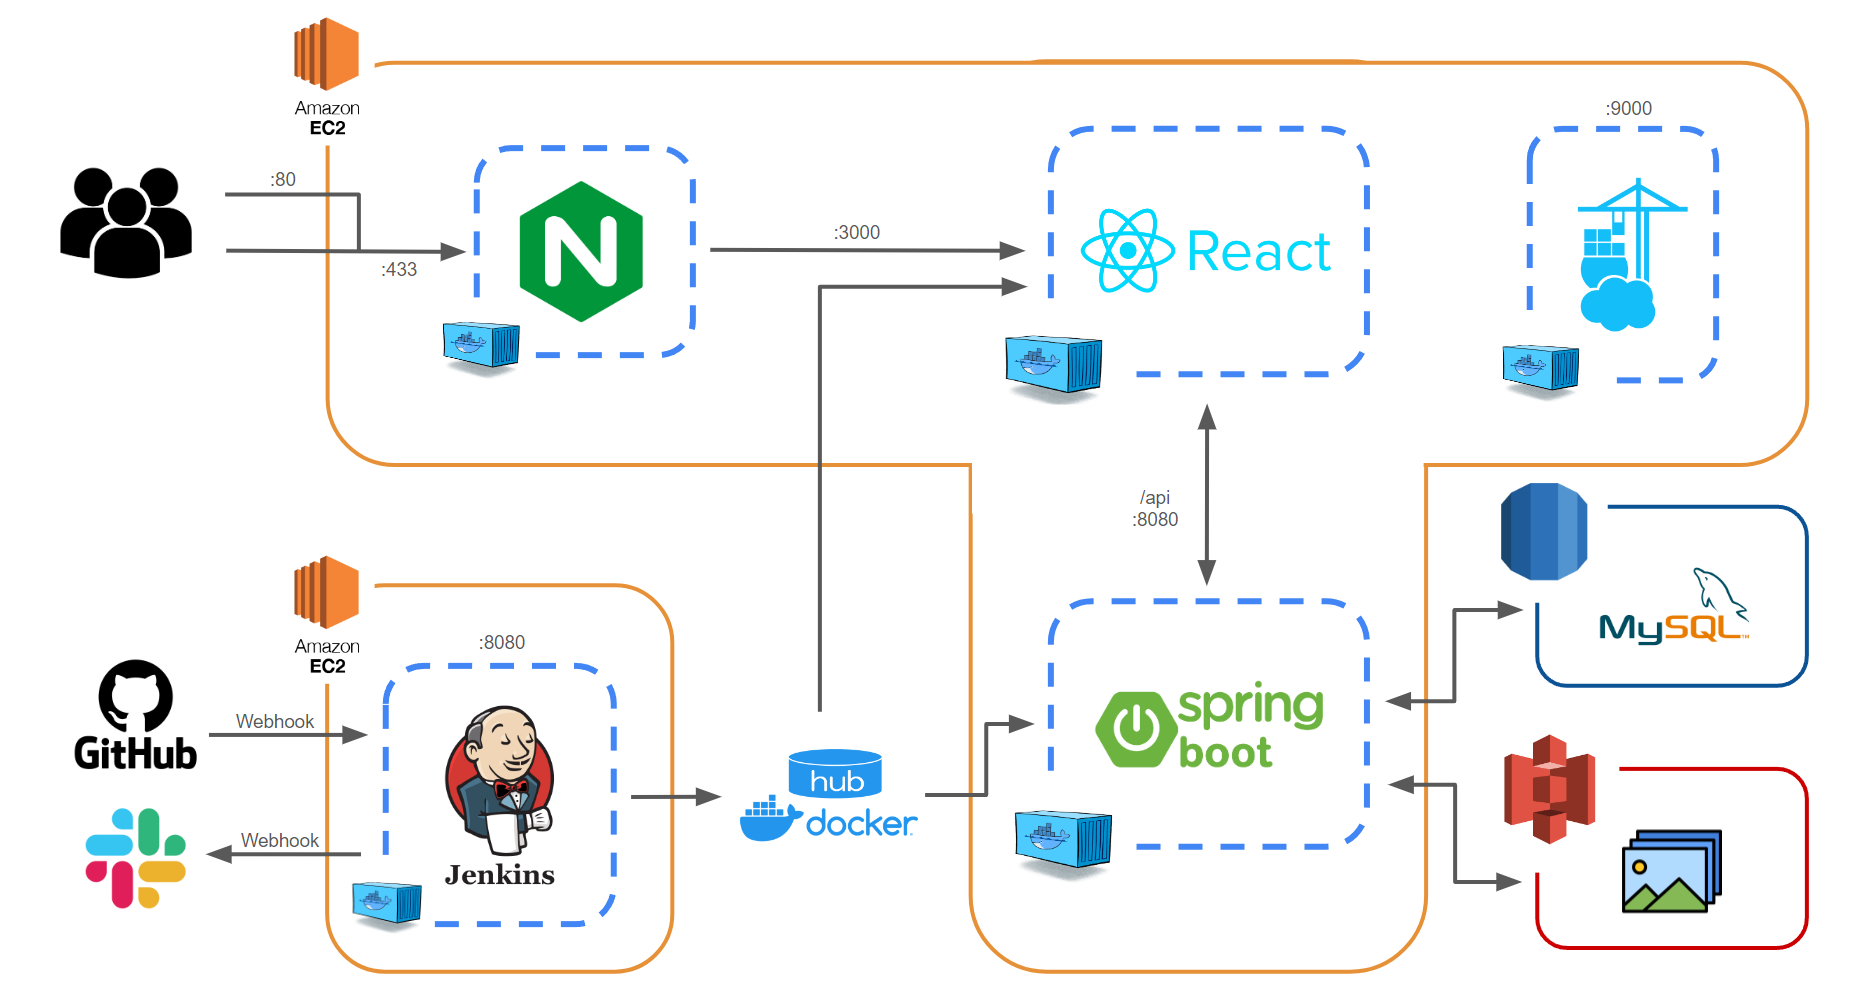 Amazon
EC2
:80
:433
:3000
React
:9000
/api
:8080
Amazon
EC2
:8080
GitHub
Webhook
Webhook
Jenkins
hub
docker
spring
boot
MySQL